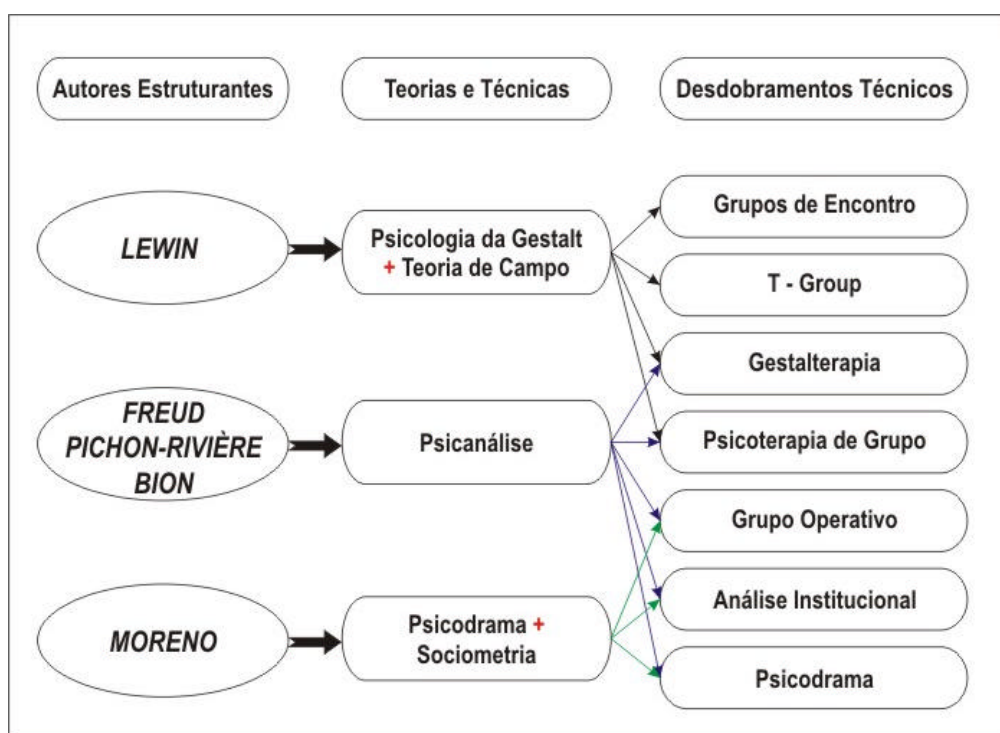 Autores Estruturantes
Teorias e Técnicas
Desdobramentos Técnicos
LEWIN
Psicologia da Gestalt
+ Teoria de Campo
Grupos de Encontro
T - Group
Gestalterapia
FREUD
PICHON-RIVIÈRE
BION
Psicanálise
Psicoterapia de Grupo
Grupo Operativo
MORENO
Psicodrama +
Sociometria
Análise Institucional
Psicodrama